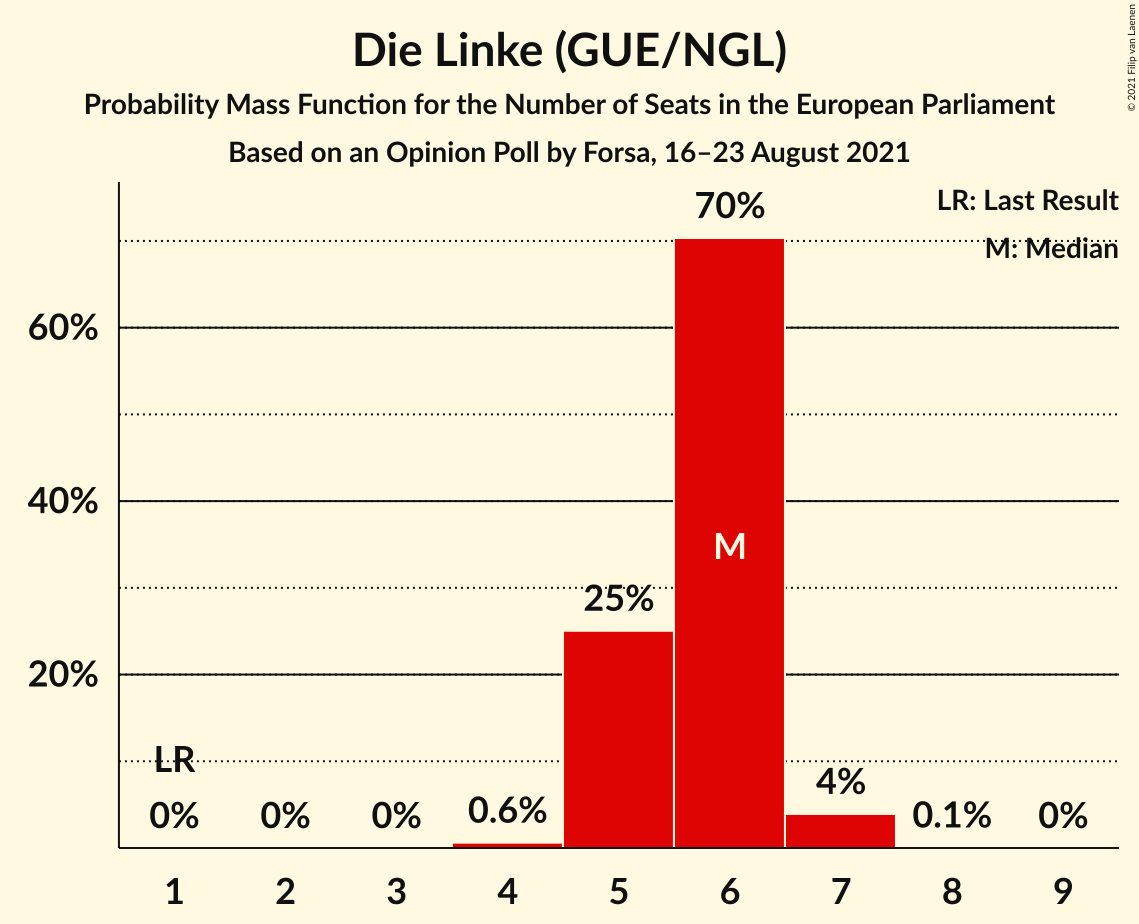 Die Linke (GUE/NGL)
Probability Mass Function for the Number of Seats in the European Parliament
Based on an Opinion Poll by Forsa, 16–23 August 2021
© 2021 Filip van Laenen
LR: Last Result
M: Median
70%
60%
40%
M
25%
20%
LR
4%
0%
0%
0%
0.6%
0.1%
0%
1 2 3 4 5 6 7 8 9